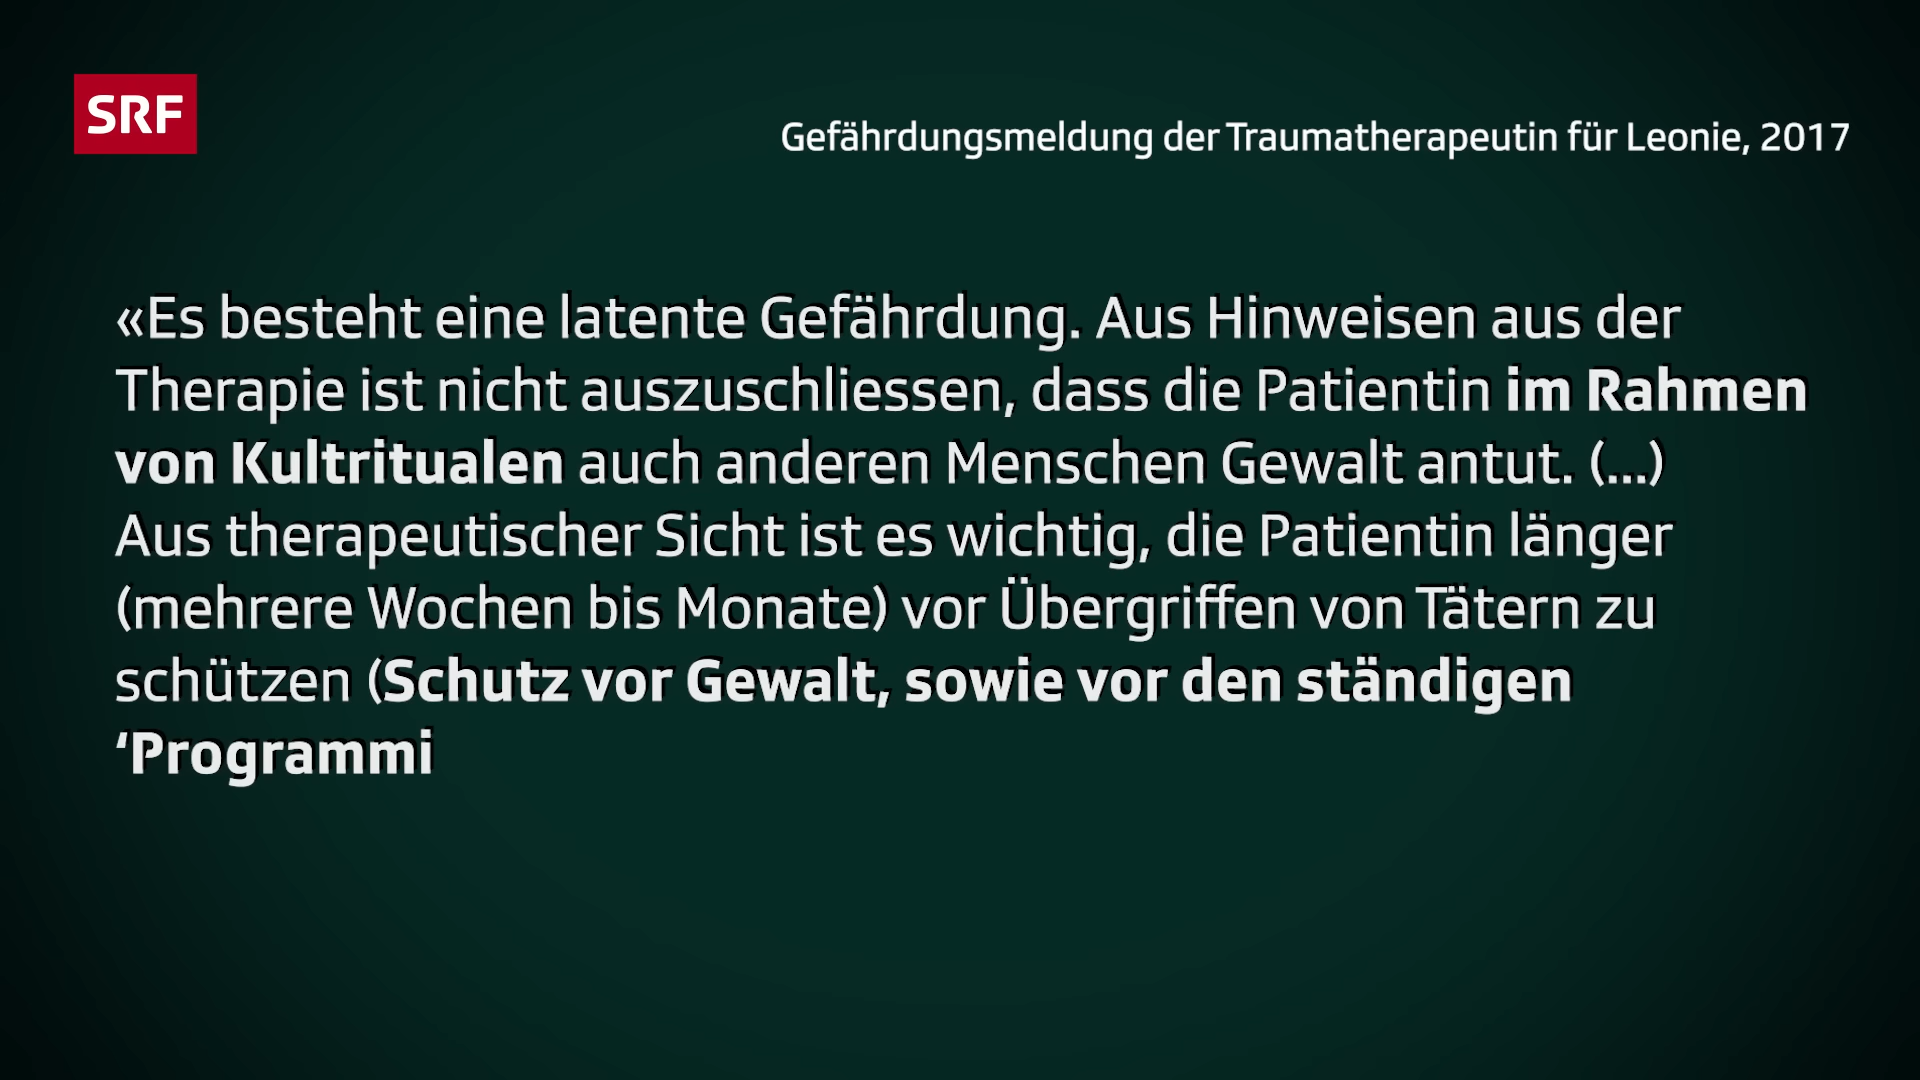 SRF
Gefährdungsmeldung der Traumatherapeutin für Leonie, 2017
«Es besteht eine latente Gefährdung. Aus Hinweisen aus der
Therapie ist nicht auszuschliessen, dass die Patientin im Rahmen
von Kultritualen auch anderen Menschen Gewalt antut. (...)
Aus therapeutischer Sicht ist es wichtig, die Patientin länger
(mehrere Wochen bis Monate) vor Übergriffen von Tätern zu
schützen (Schutz vor Gewalt, sowie vor den ständigen
‘Programmi